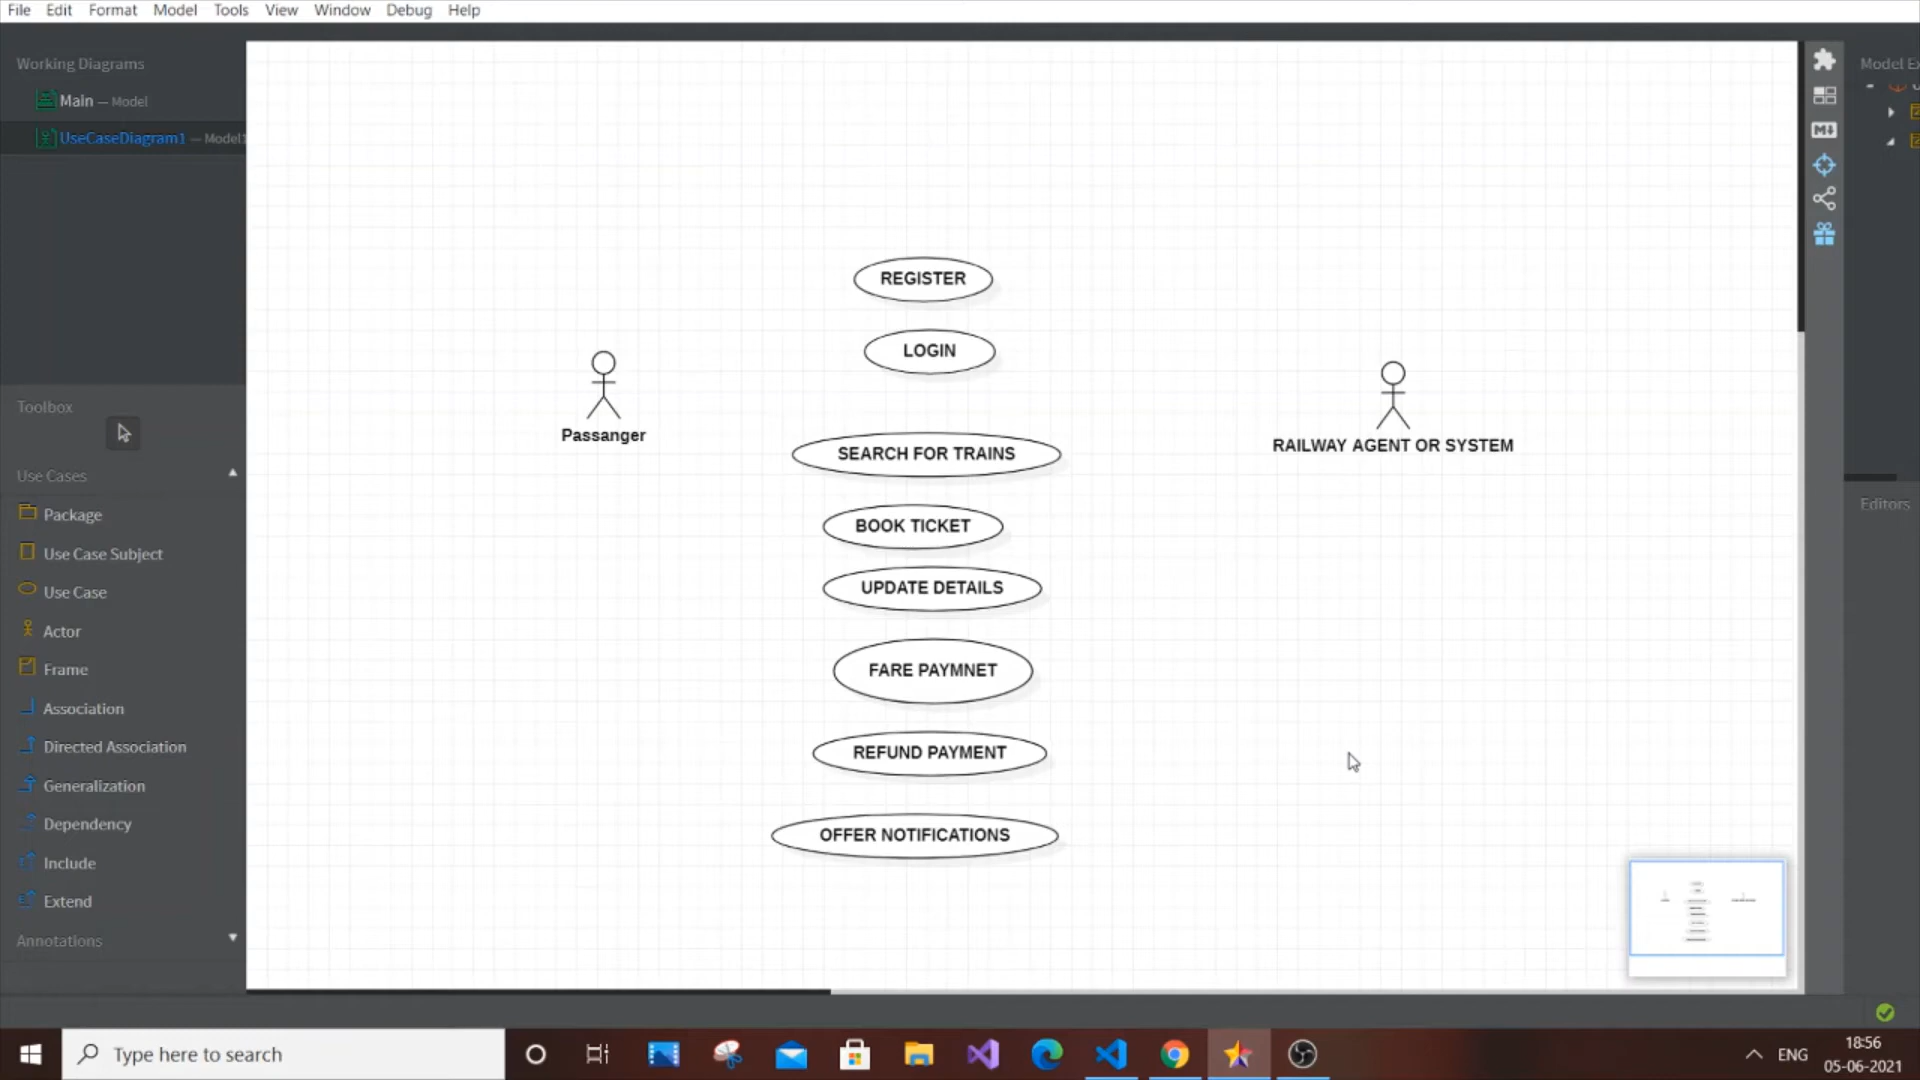 File Edit Format Model Tools View Window Debug Help
Working Diagrams
Main — Model
UseCaseDiagram1 — Model1
Toolbox
Use Cases
Package
Use Case Subject
Use Case
Actor
Frame
Association
Directed Association
Generalization
Dependency
Include
Extend
Annotations
REGISTER
LOGIN
Passanger
RAILWAY AGENT OR SYSTEM
SEARCH FOR TRAINS
BOOK TICKET
UPDATE DETAILS
FARE PAYMNET
REFUND PAYMENT
OFFER NOTIFICATIONS
M
Model Ex
Editors
Type here to search
ENG
18:56
05-06-2021